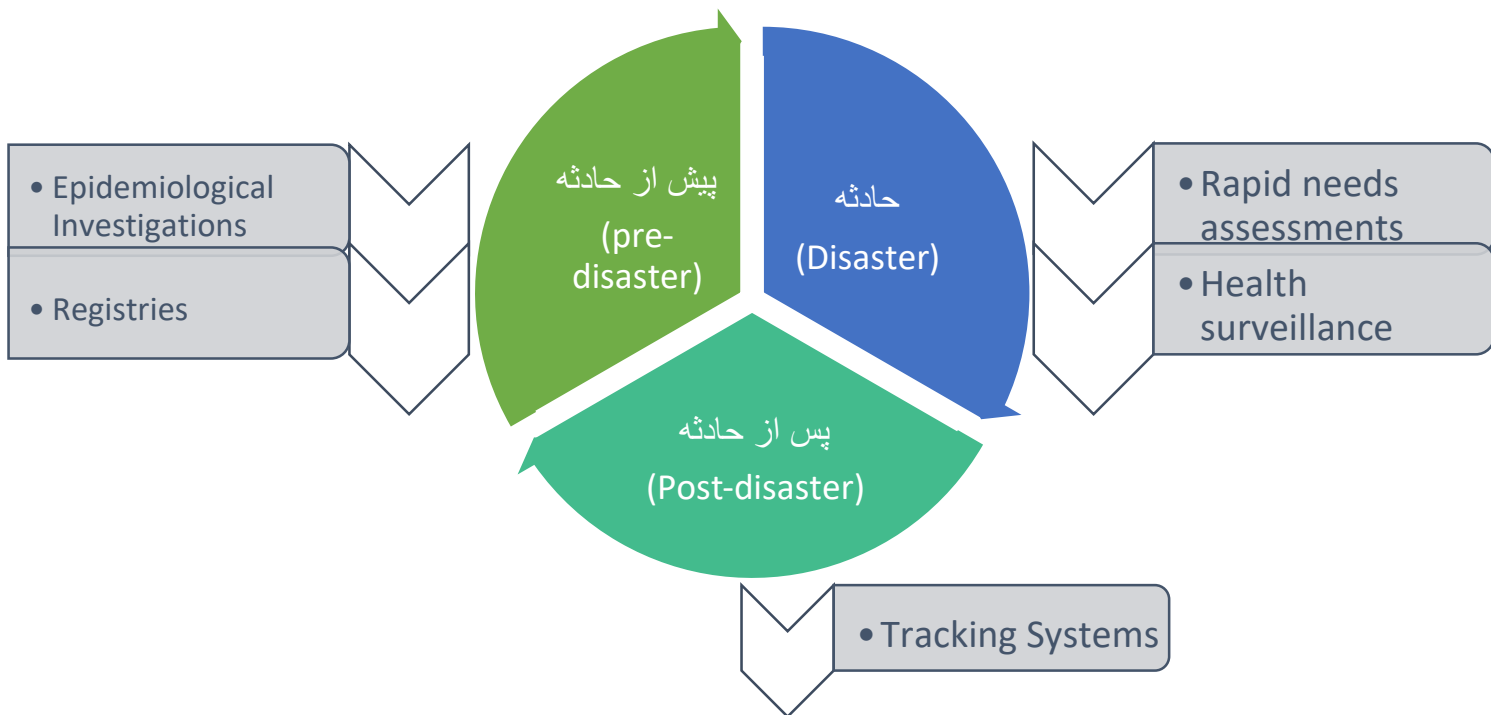 پیش از حادثه
(pre-
disaster)
حادثه
(Disaster)
پس از حادثه
(Post-disaster)
• Epidemiological
Investigations
• Registries
• Rapid needs
assessments
• Health
surveillance
• Tracking Systems